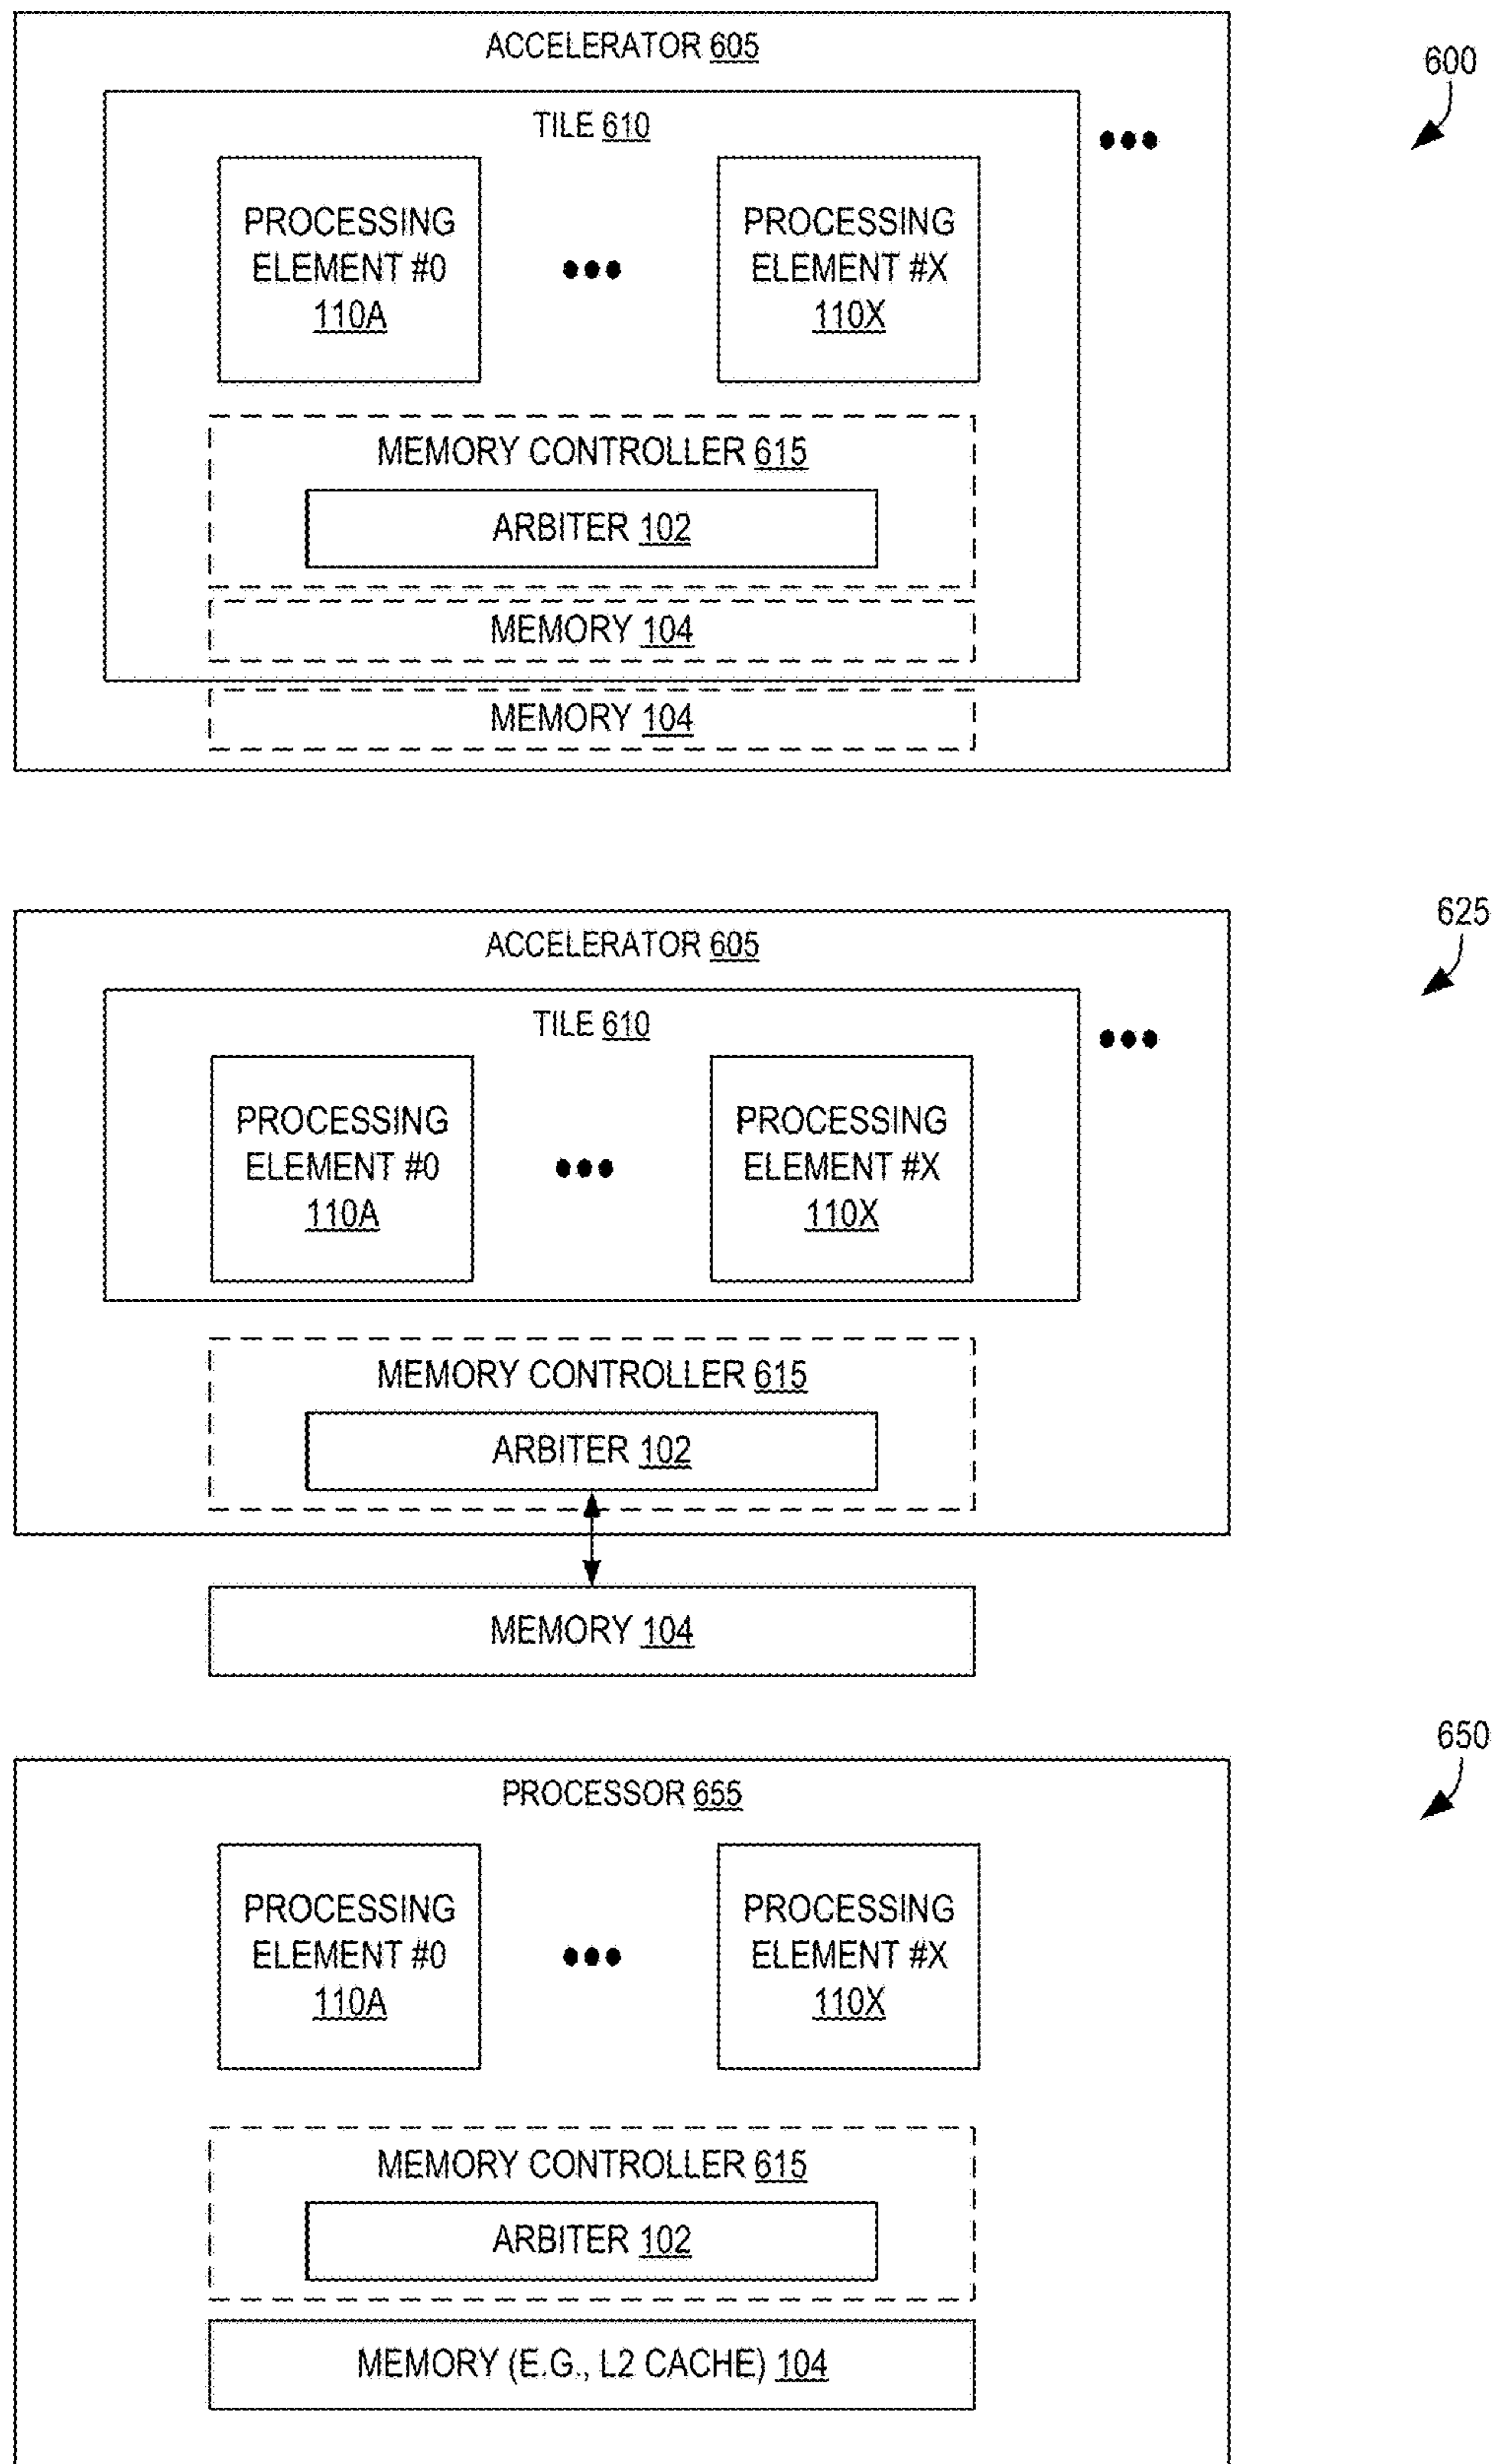 ACCELERATOR 605
600
TILE 610
PROCESSING
ELEMENT #0
110A
PROCESSING
ELEMENT #X
110X
MEMORY CONTROLLER 615
ARBITER 102
MEMORY 104
MEMORY 104
625
ACCELERATOR 605
TILE 610
PROCESSING
ELEMENT #0
110A
PROCESSING
ELEMENT #X
110X
MEMORY CONTROLLER 615
ARBITER 102
MEMORY 104
650
PROCESSOR 655
PROCESSING
ELEMENT #0
110A
PROCESSING
ELEMENT #X
110X
MEMORY CONTROLLER 615
ARBITER 102
MEMORY (E.G., L2 CACHE) 104